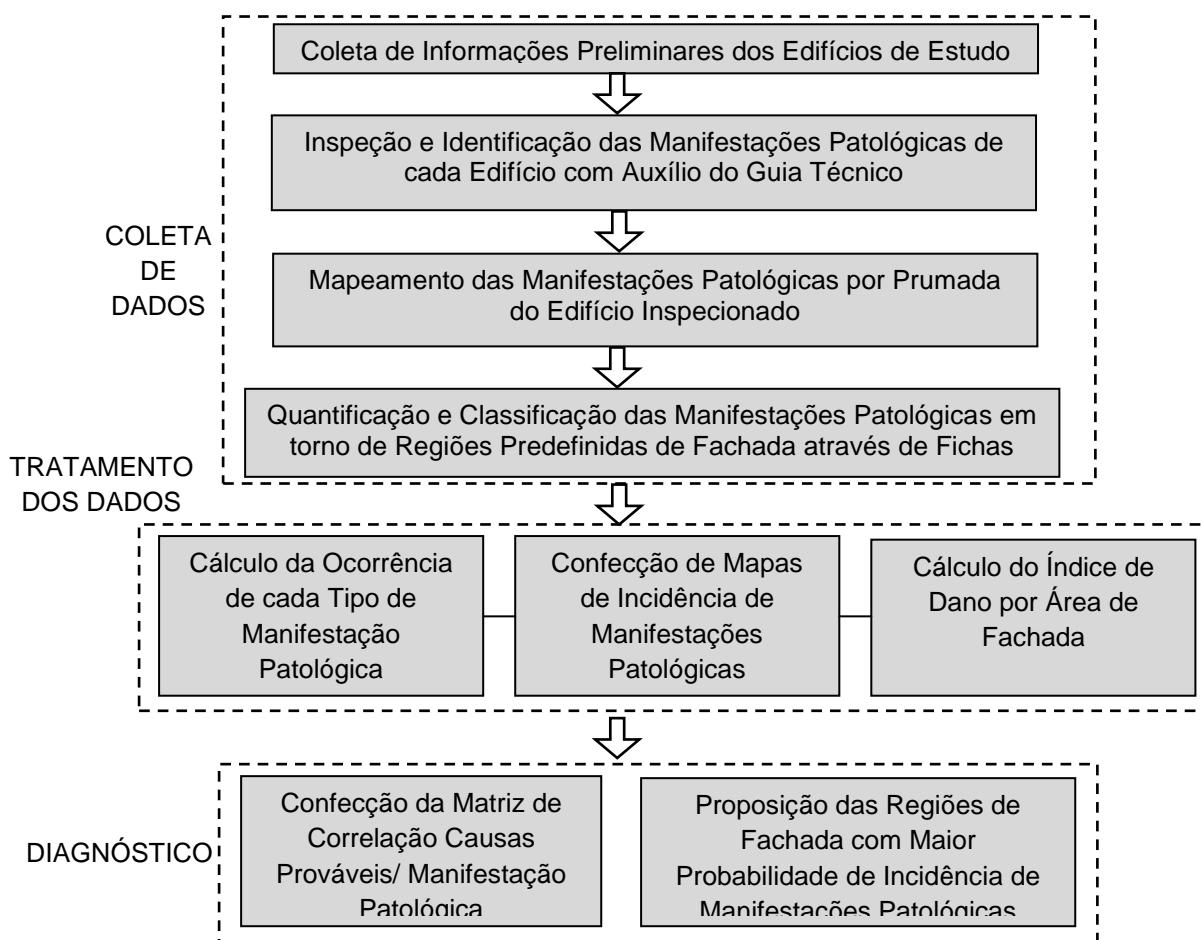 Coleta de Informações Preliminares dos Edifícios de Estudo
Inspeção e Identificação das Manifestações Patológicas de
cada Edifício com Auxílio do Guia Técnico
COLETA
DE
DADOS
Mapeamento das Manifestações Patológicas por Prumada
do Edifício Inspecionado
Quantificação e Classificação das Manifestações Patológicas em
torno de Regiões Predefinidas de Fachada através de Fichas
TRATAMENTO
DOS DADOS
Cálculo da Ocorrência
de cada Tipo de
Manifestação
Patológica
Confecção de Mapas
de Incidência de
Manifestações
Patológicas
Cálculo do Índice de
Dano por Área de
Fachada
DIAGNÓSTICO
Confecção da Matriz de
Correlação Causas
Prováveis/ Manifestação
Patológica
Proposição das Regiões de
Fachada com Maior
Probabilidade de Incidência de
Manifestações Patológicas